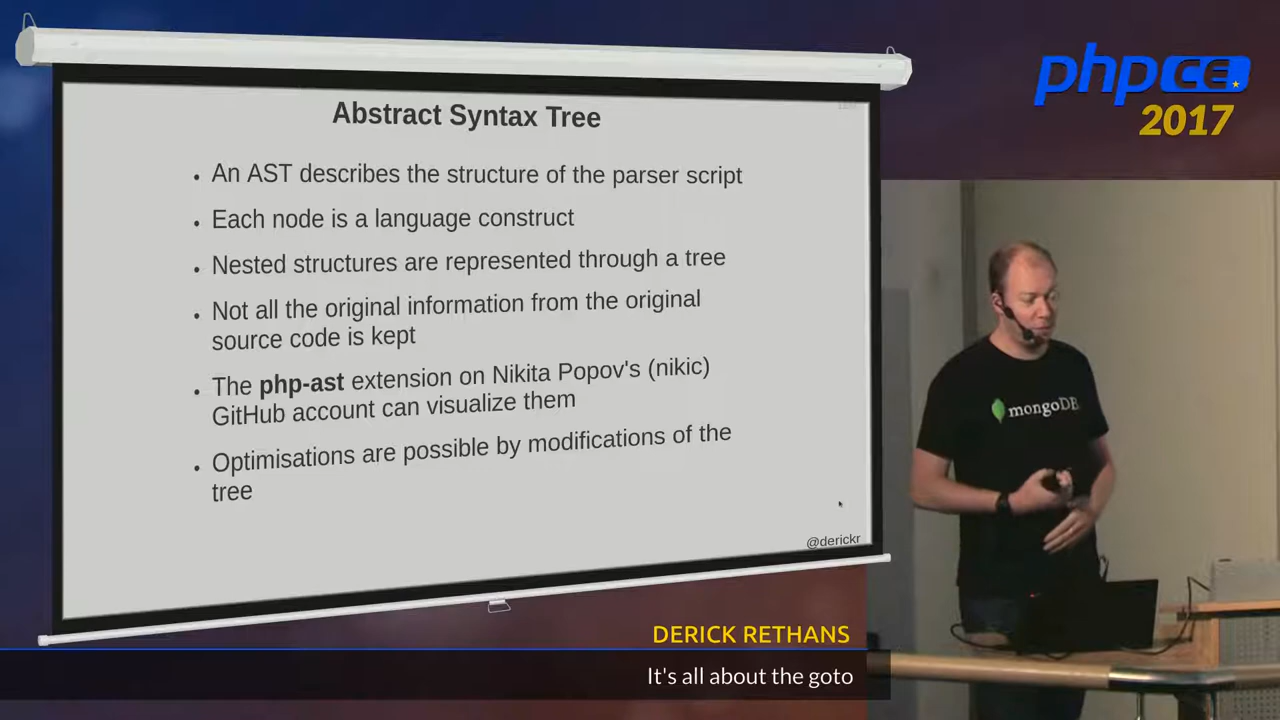 Abstract Syntax Tree
• An AST describes the structure of the parser script
• Each node is a language construct
• Nested structures are represented through a tree
• Not all the original information from the original
source code is kept
• The php-ast extension on Nikita Popov's (nikic)
GitHub account can visualize them
• Optimisations are possible by modifications of the
tree
@derickr
phpCE
2017
mongoDB
DERICK RETHANS
It's all about the goto